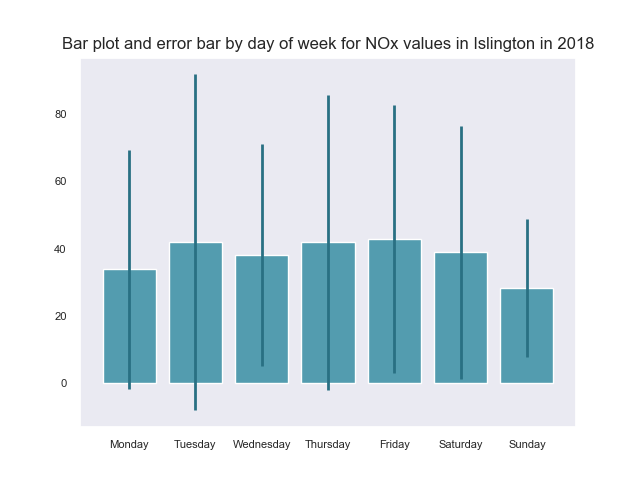 Bar plot and error bar by day of week for NOx values in Islington in 2018
80
60
40
20
0
Monday Tuesday Wednesday Thursday Friday Saturday Sunday